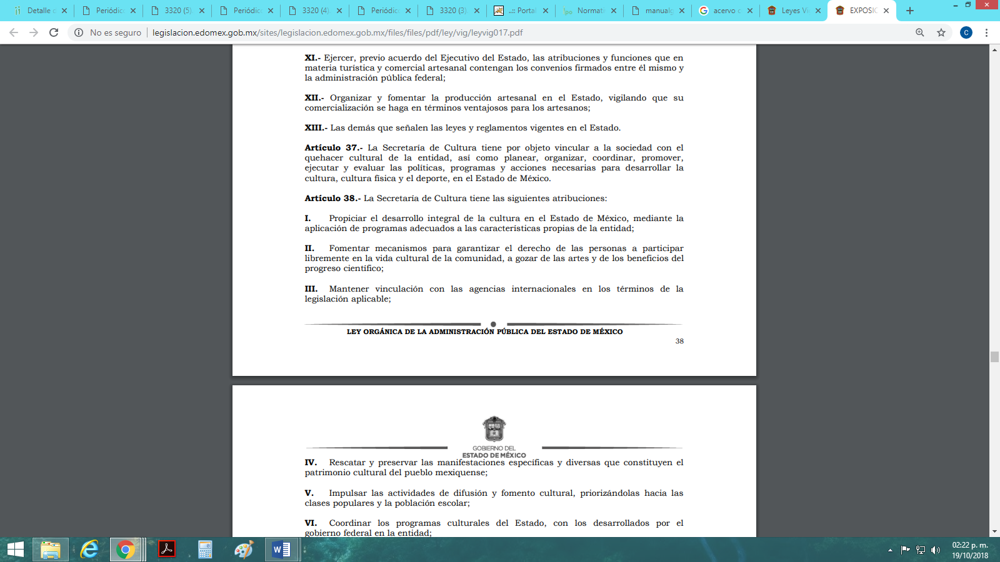 Detalle d
Periódico
3320 (5).
Periódico
3320 (4).
Periódico
3320 (3).
..:: Portal
Normati
manualg
acervo c
Leyes Vi
EXPOSIC
No es seguro
legislacion.edomex.gob.mx/sites/legislacion.edomex.gob.mx/files/files/pdf/ley/vig/leyvig017.pdf
C
XI.- Ejercer, previo acuerdo del Ejecutivo del Estado, las atribuciones y funciones que en
materia turística y comercial artesanal contengan los convenios firmados entre él mismo y
la administración pública federal;
XII.- Organizar y fomentar la producción artesanal en el Estado, vigilando que su
comercialización se haga en términos ventajosos para los artesanos;
XIII.- Las demás que señalen las leyes y reglamentos vigentes en el Estado.
Artículo 37.- La Secretaría de Cultura tiene por objeto vincular a la sociedad con el
quehacer cultural de la entidad, así como planear, organizar, coordinar, promover,
ejecutar y evaluar las políticas, programas y acciones necesarias para desarrollar la
cultura, cultura física y el deporte, en el Estado de México.
Artículo 38.- La Secretaría de Cultura tiene las siguientes atribuciones:
I. Propiciar el desarrollo integral de la cultura en el Estado de México, mediante la
aplicación de programas adecuados a las características propias de la entidad;
II. Fomentar mecanismos para garantizar el derecho de las personas a participar
libremente en la vida cultural de la comunidad, a gozar de las artes y de los beneficios del
progreso científico;
III. Mantener vinculación con las agencias internacionales en los términos de la
legislación aplicable;
LEY ORGÁNICA DE LA ADMINISTRACIÓN PÚBLICA DEL ESTADO DE MÉXICO
38
GOBIERNO DEL
ESTADO DE MÉXICO
IV. Rescatar y preservar las manifestaciones específicas y diversas que constituyen el
patrimonio cultural del pueblo mexiquense;
V. Impulsar las actividades de difusión y fomento cultural, priorizándolas hacia las
clases populares y la población escolar;
VI. Coordinar los programas culturales del Estado, con los desarrollados por el
gobierno federal en la entidad;
02:22 p. m.
19/10/2018